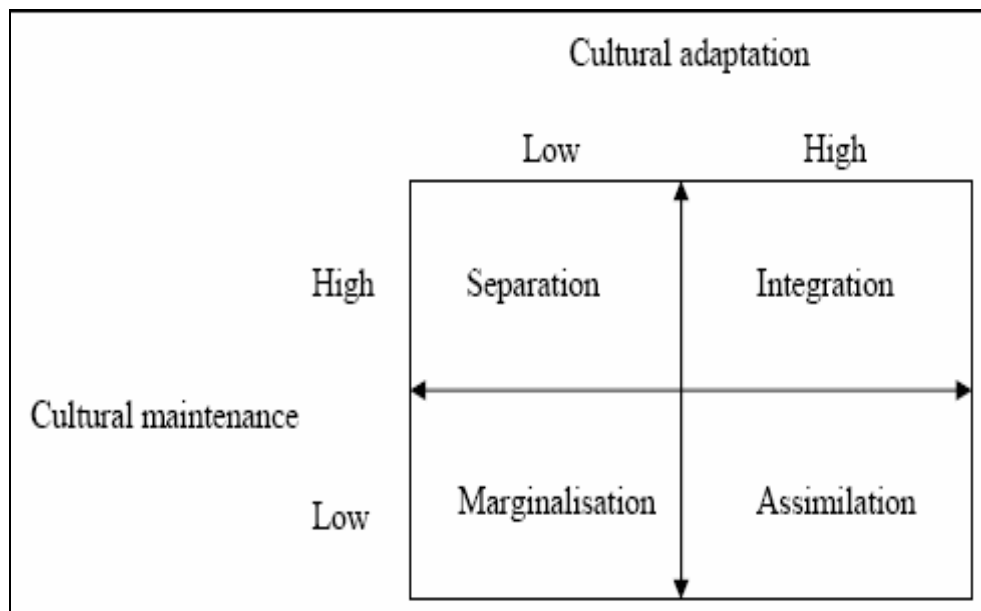 Cultural adaptation
Low High
High Separation Integration
Cultural maintenance
Low Marginalisation Assimilation